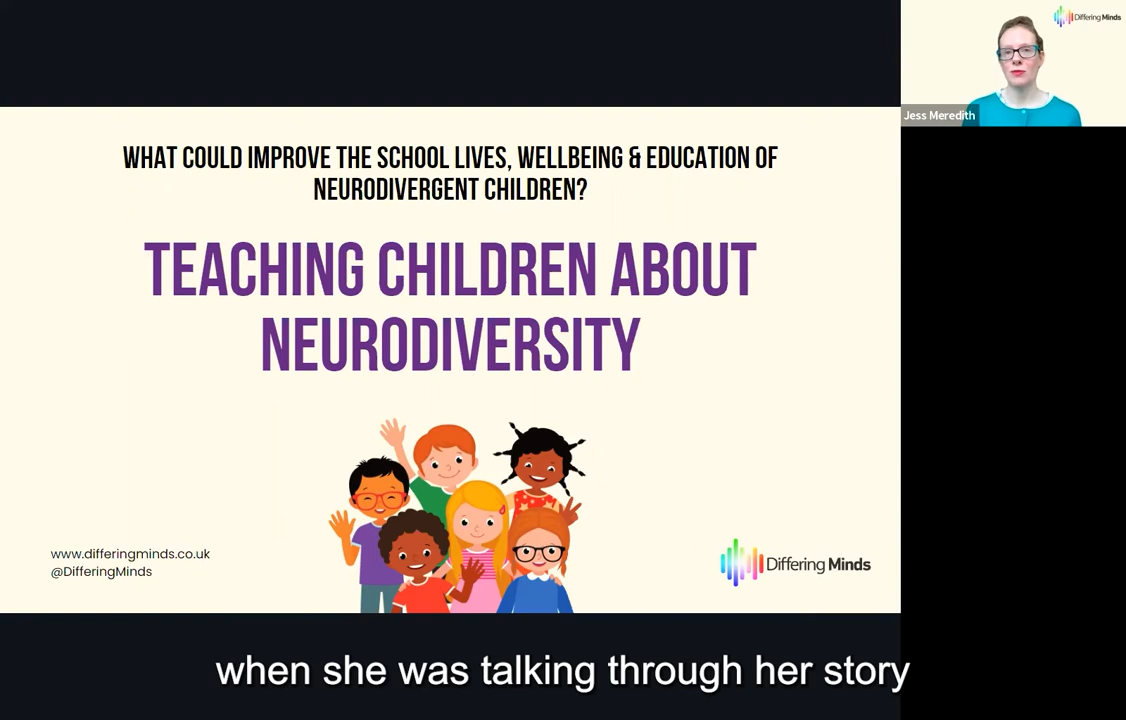 Differing Minds
Jess Meredith
WHAT COULD IMPROVE THE SCHOOL LIVES, WELLBEING & EDUCATION OF
NEURODIVERGENT CHILDREN?
TEACHING CHILDREN ABOUT
NEURODIVERSITY
www.differingminds.co.uk
@DifferingMinds
Differing Minds
when she was talking through her story